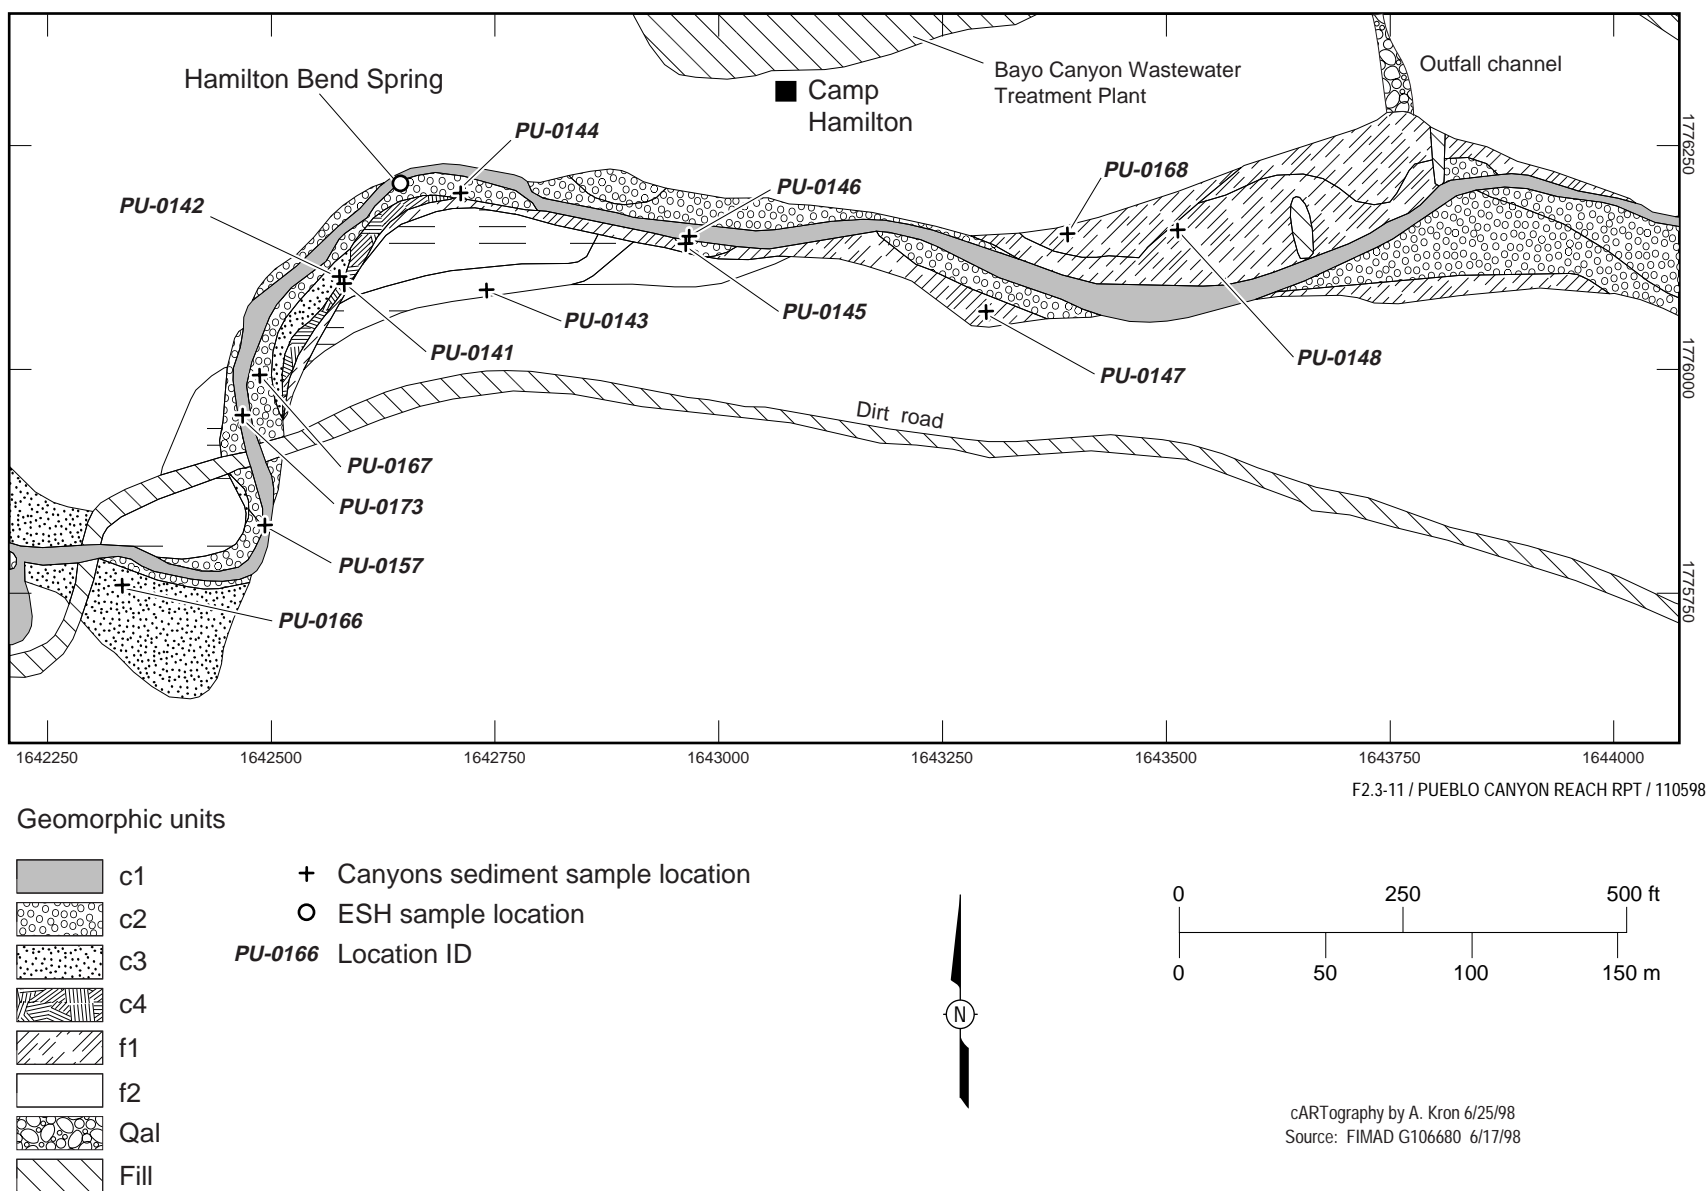 Hamilton Bend Spring
Bayo Canyon Wastewater
Treatment Plant
Outfall channel
Camp
Hamilton
PU-0144
PU-0142
PU-0146
PU-0168
PU-0143
PU-0145
PU-0141
PU-0147
PU-0148
Dirt road
PU-0167
PU-0173
PU-0157
PU-0166
1776250
1776000
1775750
1642250
1642500
1642750
1643000
1643250
1643500
1643750
1644000
F2.3-11 / PUEBLO CANYON REACH RPT / 110598
Geomorphic units
c1
c2
c3
c4
f1
f2
Qal
Fill
Canyons sediment sample location
ESH sample location
PU-0166 Location ID
N
0 250 500 ft
0 50 100 150 m
cARTography by A. Kron 6/25/98
Source: FIMAD G106680 6/17/98